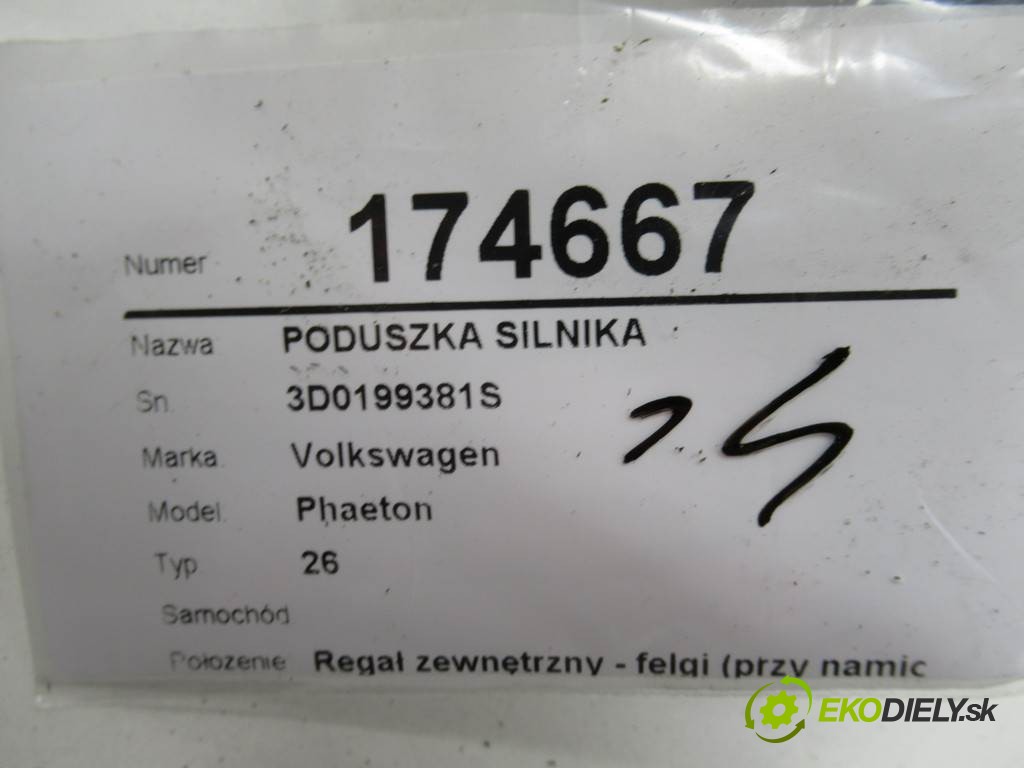 Numer 174667
Nazwa PODUSZKA SILNIKA
Sn. 3D0199381S
Marka. Volkswagen
Model. Phaeton
Typ 26
Samochód
Położenie Regał zewnętrzny - felgi (przy namic
EKODIELY.sk